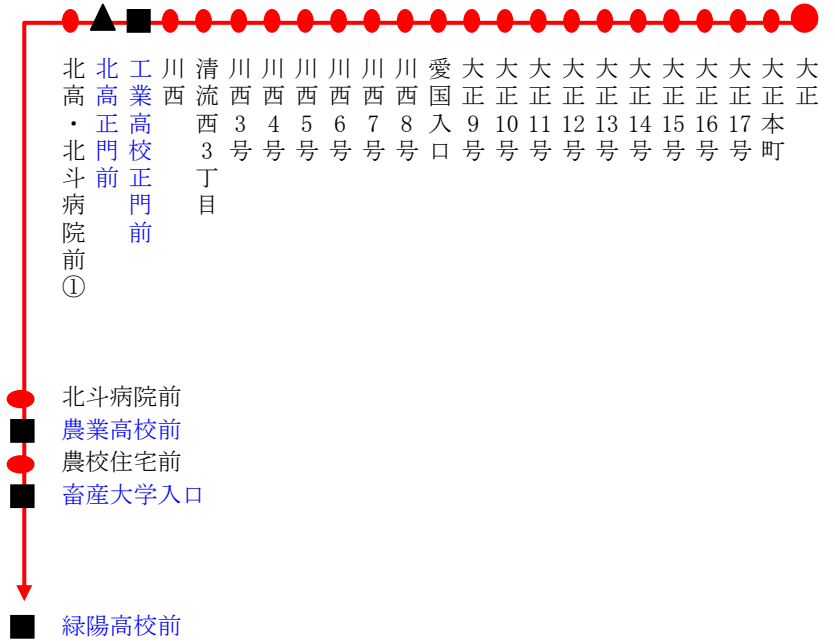 北高・北斗病院前①
北高正門前
工業高校正門前
川西
清流西3丁目
川西3号
川西4号
川西5号
川西6号
川西7号
川西8号
愛国入口
大正9号
大正10号
大正11号
大正12号
大正13号
大正14号
大正15号
大正16号
大正17号
大正本町
大正
北斗病院前
農業高校前
農校住宅前
畜産大学入口
緑陽高校前